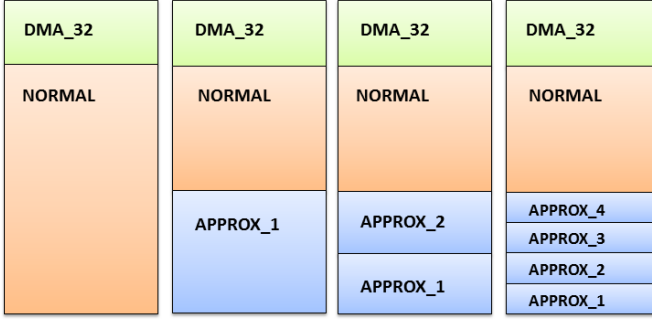 DMA_32
NORMAL
DMA_32
NORMAL
APPROX_1
DMA_32
NORMAL
APPROX_2
APPROX_1
DMA_32
NORMAL
APPROX_4
APPROX_3
APPROX_2
APPROX_1